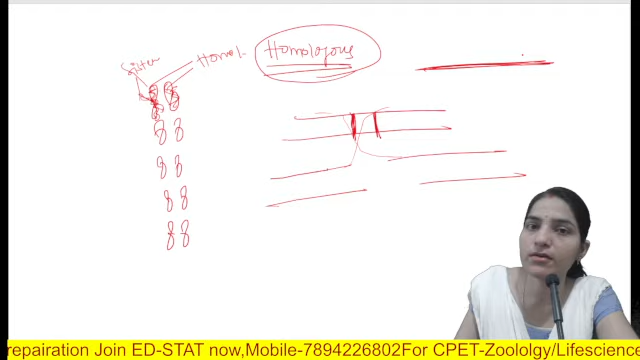 Sister
Homol.
Homologous
repairation Join ED-STAT now,Mobile-7894226802For CPET-Zoololgy/Lifescience